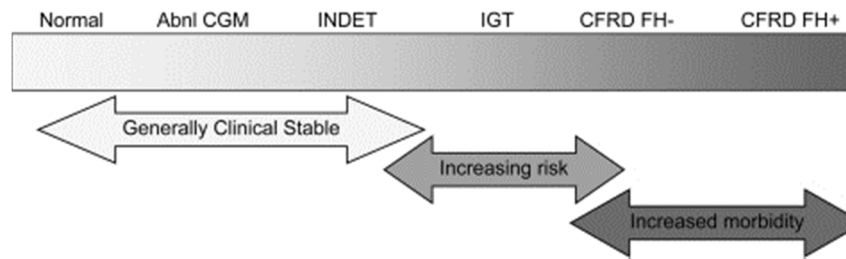 Normal Abnl CGM INDET IGT CFRD FH- CFRD FH+
Generally Clinical Stable
Increasing risk
Increased morbidity